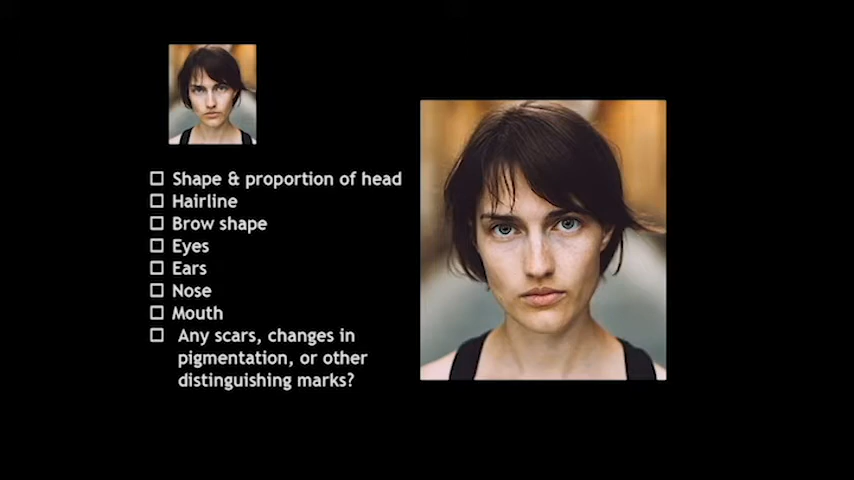 ☐ Shape & proportion of head
☐ Hairline
☐ Brow shape
☐ Eyes
☐ Ears
☐ Nose
☐ Mouth
☐ Any scars, changes in
pigmentation, or other
distinguishing marks?